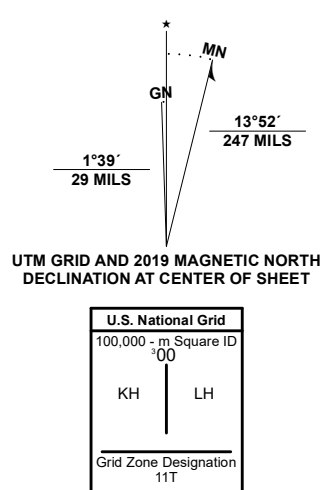 ★
MN
GN
13°52´
247 MILS
1°39´
29 MILS
UTM GRID AND 2019 MAGNETIC NORTH
DECLINATION AT CENTER OF SHEET
U.S. National Grid
100,000 - m Square ID
³00
KH LH
Grid Zone Designation
11T